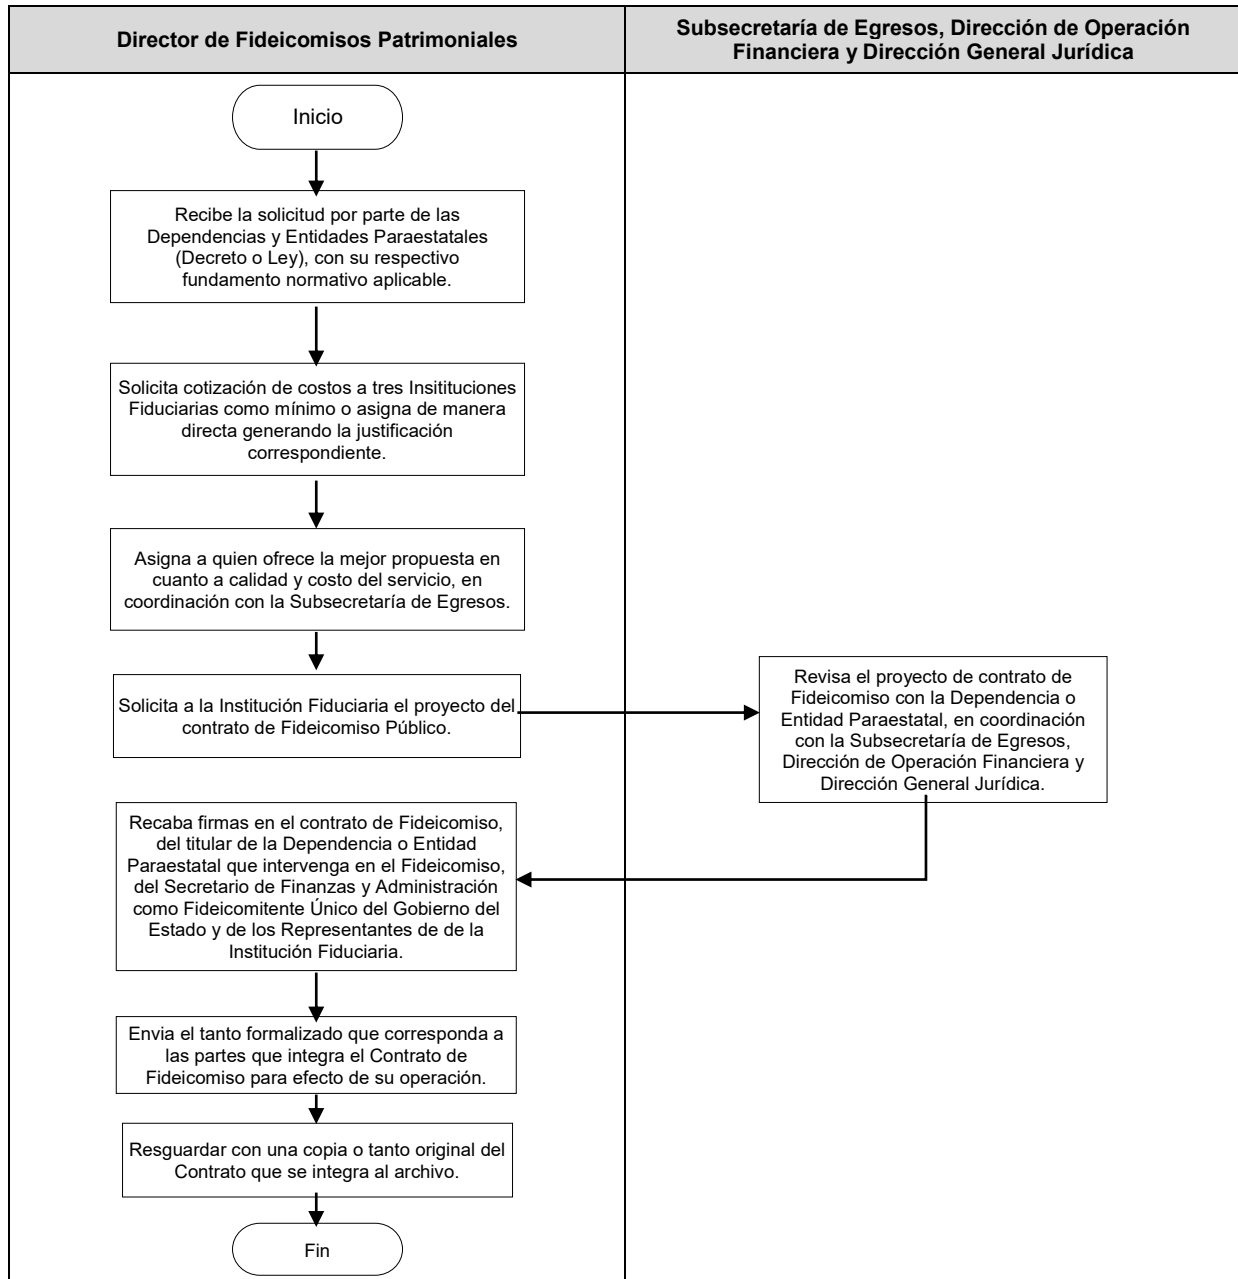 Director de Fideicomisos Patrimoniales
Subsecretaría de Egresos, Dirección de Operación
Financiera y Dirección General Jurídica
Inicio
Recibe la solicitud por parte de las
Dependencias y Entidades Paraestatales
(Decreto o Ley), con su respectivo
fundamento normativo aplicable.
Solicita cotización de costos a tres Insitituciones
Fiduciarias como mínimo o asigna de manera
directa generando la justificación
correspondiente.
Asigna a quien ofrece la mejor propuesta en
cuanto a calidad y costo del servicio, en
coordinación con la Subsecretaría de Egresos.
Solicita a la Institución Fiduciaria el proyecto del
contrato de Fideicomiso Público.
Revisa el proyecto de contrato de
Fideicomiso con la Dependencia o
Entidad Paraestatal, en coordinación
con la Subsecretaría de Egresos,
Dirección de Operación Financiera y
Dirección General Jurídica.
Recaba firmas en el contrato de Fideicomiso,
del titular de la Dependencia o Entidad
Paraestatal que intervenga en el Fideicomiso,
del Secretario de Finanzas y Administración
como Fideicomitente Único del Gobierno del
Estado y de los Representantes de de la
Institución Fiduciaria.
Envia el tanto formalizado que corresponda a
las partes que integra el Contrato de
Fideicomiso para efecto de su operación.
Resguardar con una copia o tanto original del
Contrato que se integra al archivo.
Fin